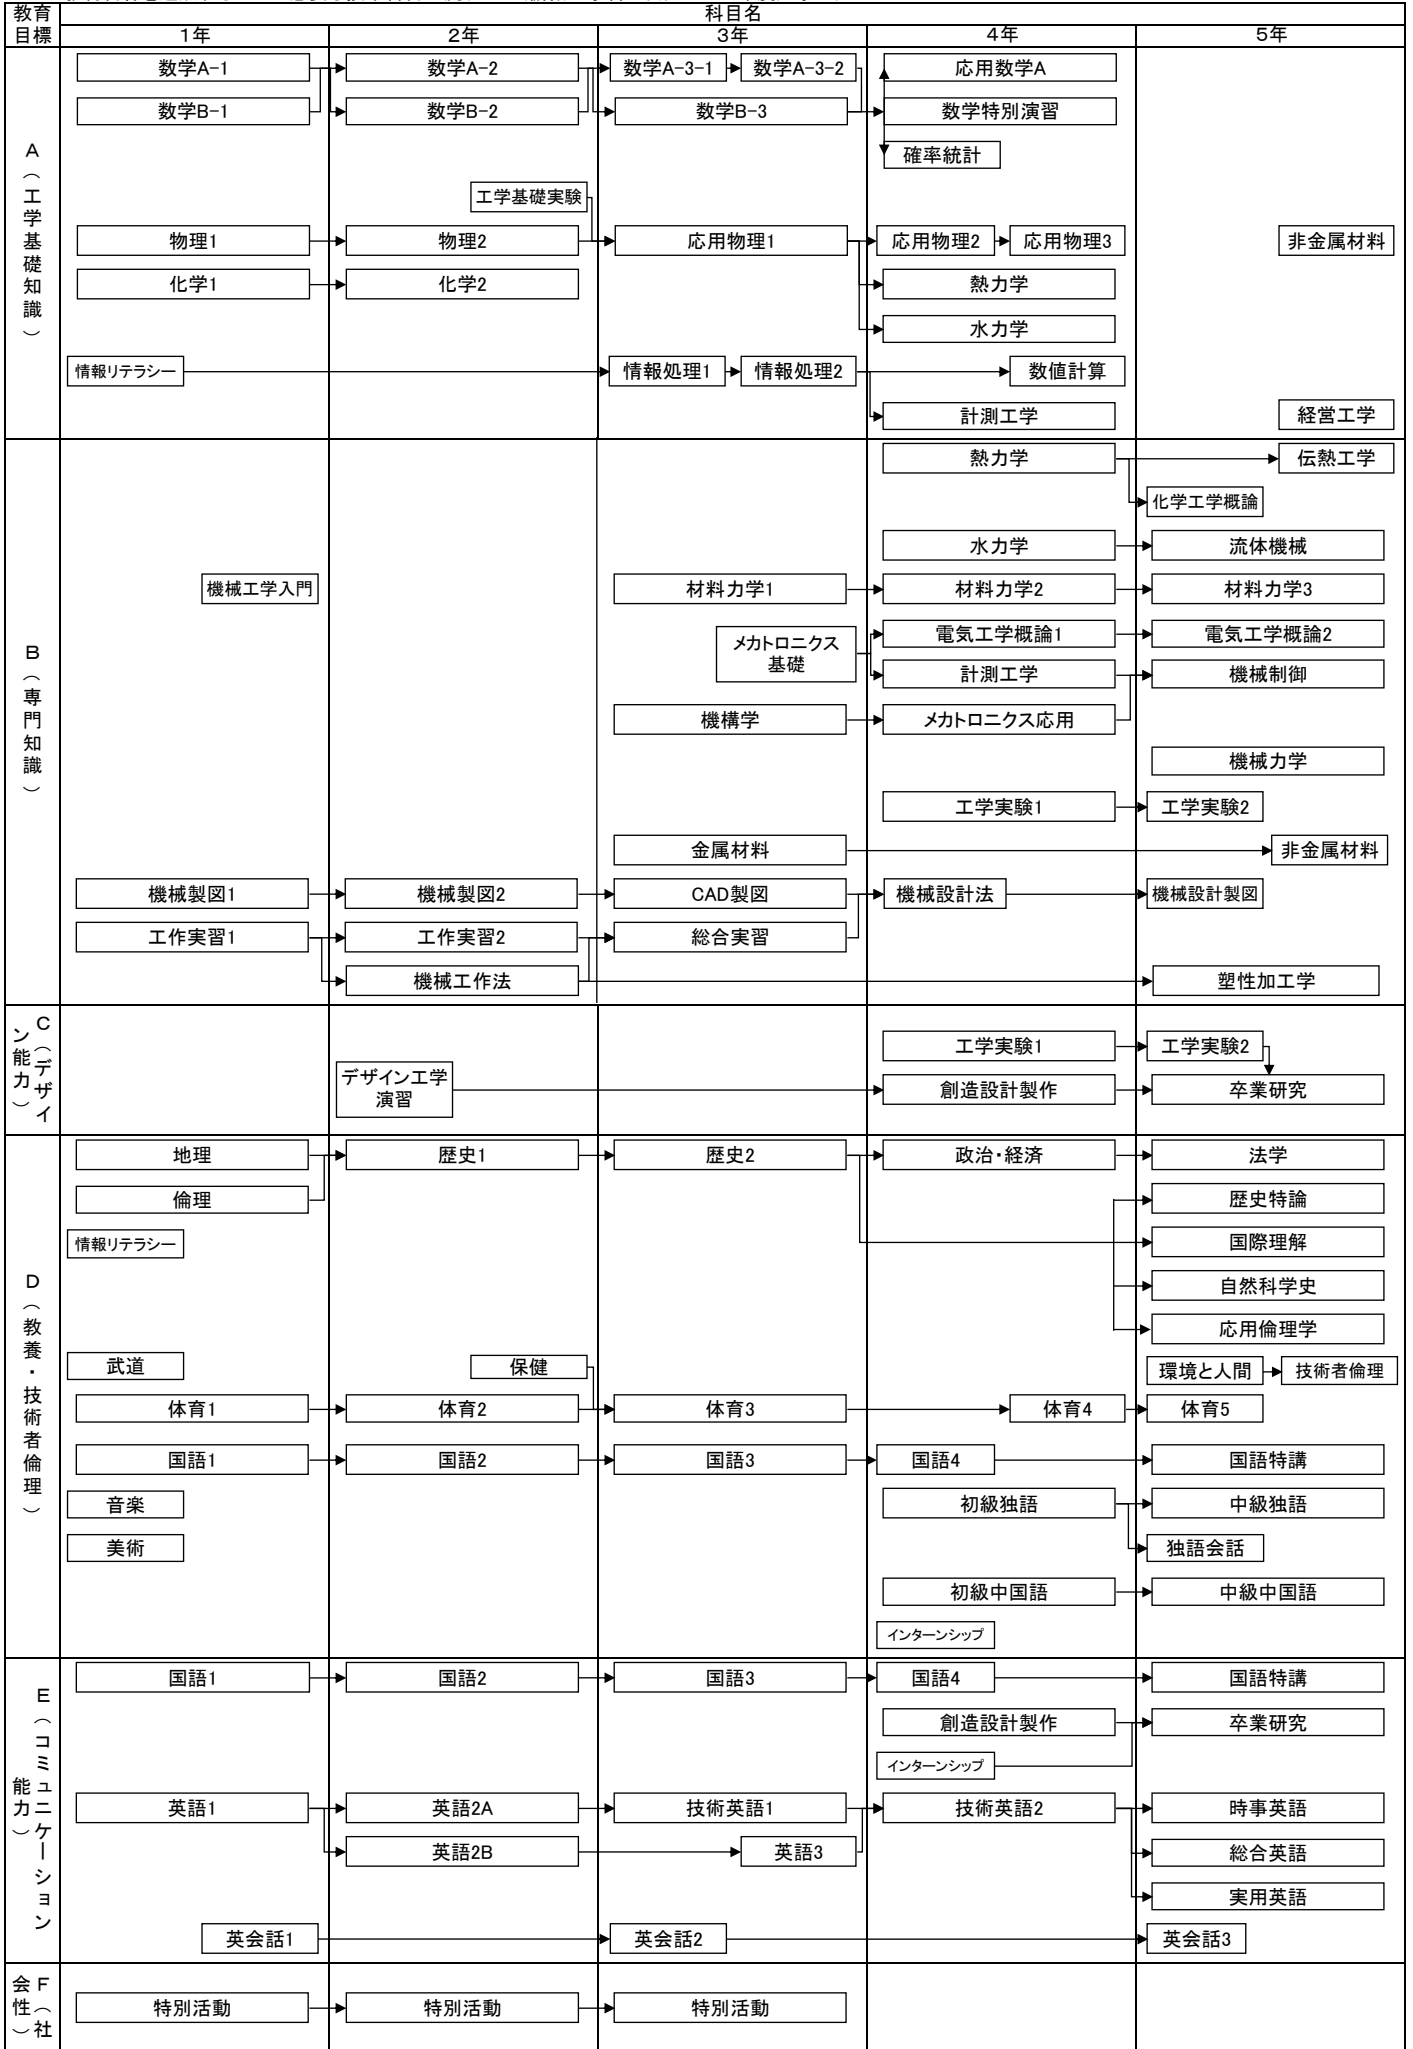 教育目標
科目名
1年
2年
3年
4年
5年
A（工学基礎知識）
数学A-1
数学A-2
数学A-3-1
数学A-3-2
応用数学A
数学B-1
数学B-2
数学B-3
数学特別演習
確率統計
工学基礎実験
物理1
物理2
応用物理1
応用物理2
応用物理3
非金属材料
化学1
化学2
熱力学
水力学
情報リテラシー
情報処理1
情報処理2
数値計算
計測工学
経営工学
B（専門知識）
熱力学
伝熱工学
化学工学概論
水力学
流体機械
機械工学入門
材料力学1
材料力学2
材料力学3
メカトロニクス
基礎
電気工学概論1
電気工学概論2
計測工学
機械制御
機構学
メカトロニクス応用
機械力学
工学実験1
工学実験2
金属材料
非金属材料
機械製図1
機械製図2
CAD製図
機械設計法
機械設計製図
工作実習1
工作実習2
総合実習
機械工作法
塑性加工学
C（デザイン能力）
工学実験1
工学実験2
デザイン工学
演習
創造設計製作
卒業研究
D（教養・技術者倫理）
地理
歴史1
歴史2
政治・経済
法学
倫理
歴史特論
情報リテラシー
国際理解
自然科学史
応用倫理学
武道
保健
環境と人間
技術者倫理
体育1
体育2
体育3
体育4
体育5
国語1
国語2
国語3
国語4
国語特講
音楽
初級独語
中級独語
美術
独語会話
初級中国語
中級中国語
インターンシップ
E（コミュニケーション能力）
国語1
国語2
国語3
国語4
国語特講
創造設計製作
卒業研究
インターンシップ
英語1
英語2A
技術英語1
技術英語2
時事英語
英語2B
英語3
総合英語
実用英語
英会話1
英会話2
英会話3
F（社会性）
特別活動
特別活動
特別活動